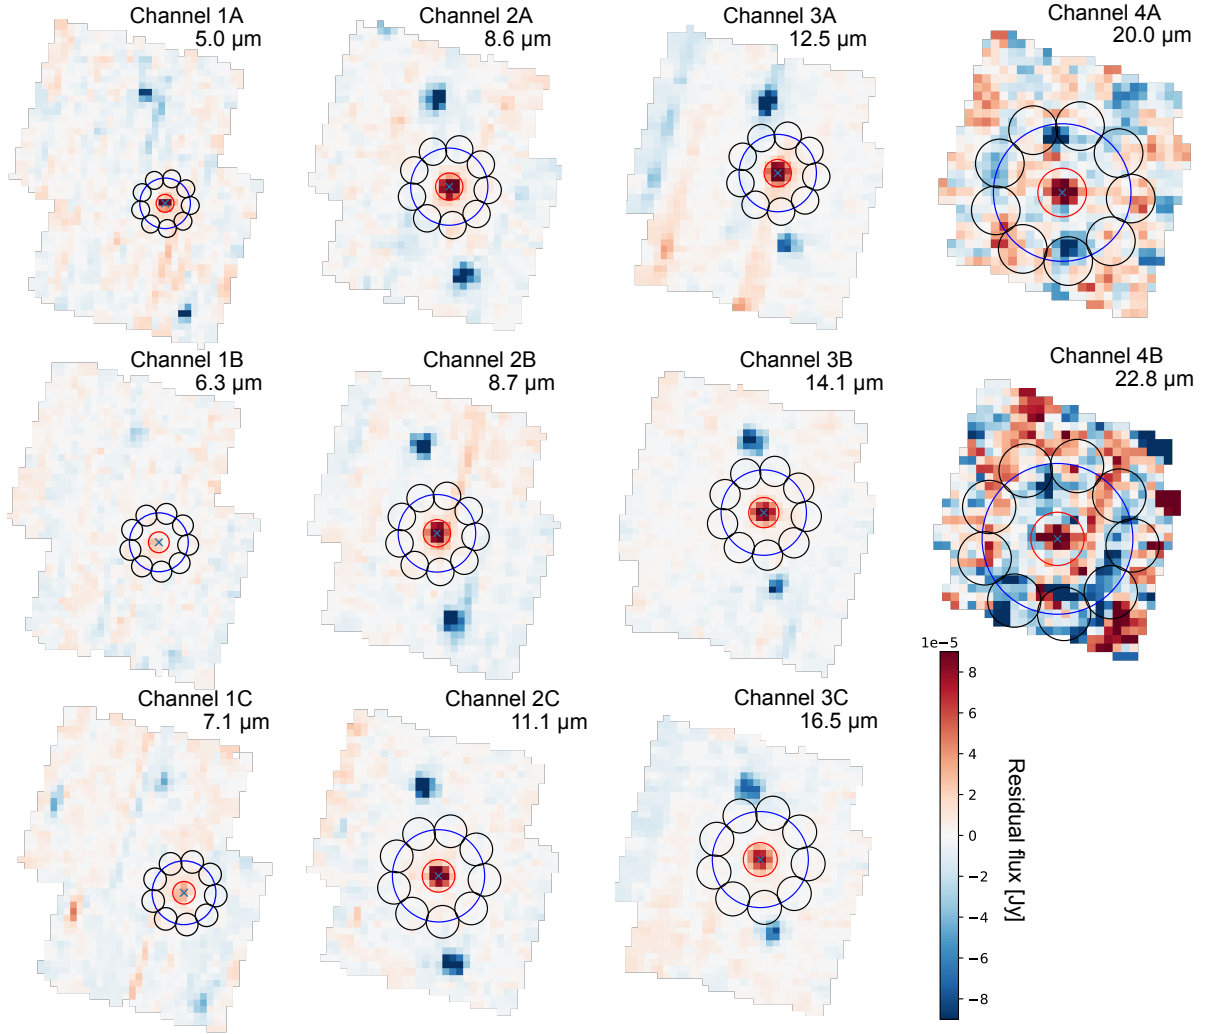 Channel 1A
5.0 µm
Channel 2A
8.6 µm
Channel 3A
12.5 µm
Channel 4A
20.0 µm
Channel 1B
6.3 µm
Channel 2B
8.7 µm
Channel 3B
14.1 µm
Channel 4B
22.8 µm
Channel 1C
7.1 µm
Channel 2C
11.1 µm
Channel 3C
16.5 µm
1e−5
8
6
4
2
0
−2
−4
−6
−8
Residual flux [Jy]